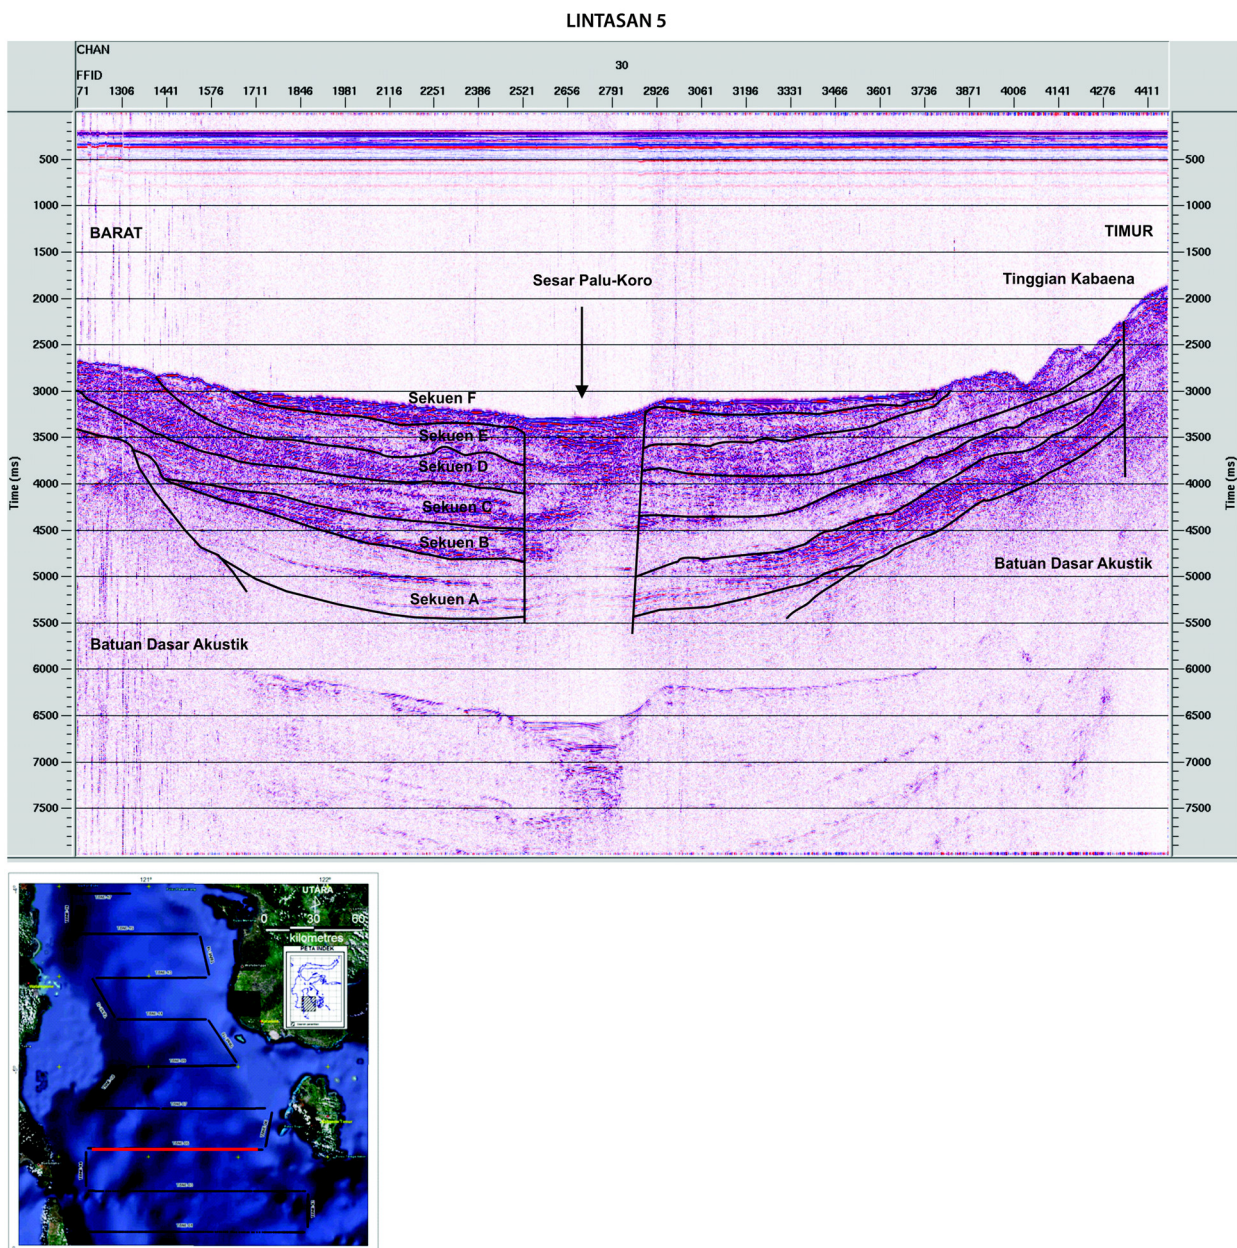 LINTASAN 5
CHAN
30
FFID
71 1306 1441 1576 1711 1846 1981 2116 2251 2386 2521 2656 2791 2926 3061 3196 3331 3466 3601 3736 3871 4006 4141 4276 4411
500 500
1000 1000
BARAT TIMUR
1500 1500
Sesar Palu-Koro Tinggian Kabaena
2000 2000
2500 2500
3000 3000
Sekuen F
3500 3500
Sekuen E
Sekuen D
4000 4000
Time (ms) Time (ms)
Sekuen C
4500 4500
Sekuen B
5000 5000
Batuan Dasar Akustik
Sekuen A
5500 5500
Batuan Dasar Akustik
6000 6000
6500 6500
7000 7000
7500 7500
121° 122°
UTARA
0 30 60
kilometres
PETA INDEK